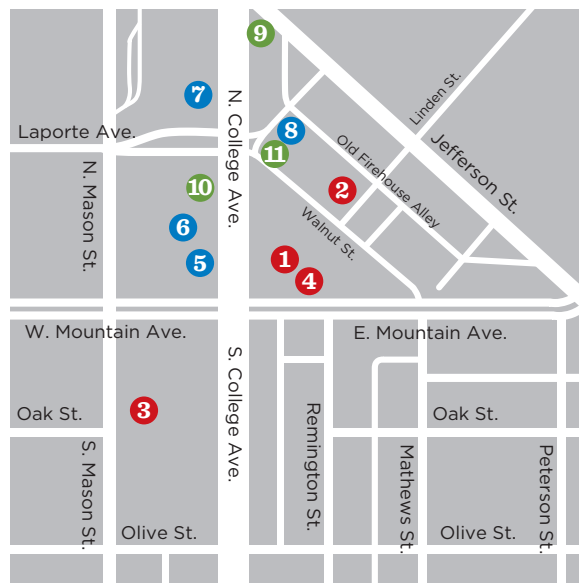 9
7
N. College Ave.
Linden St.
Laporte Ave.
8
Old Firehouse Alley
Jefferson St.
11
10
2
N. Mason St.
6
Walnut St.
5
1
4
W. Mountain Ave.
E. Mountain Ave.
S. College Ave.
3
Oak St.
Remington St.
Oak St.
S. Mason St.
Mathews St.
Peterson St.
Olive St.
Olive St.